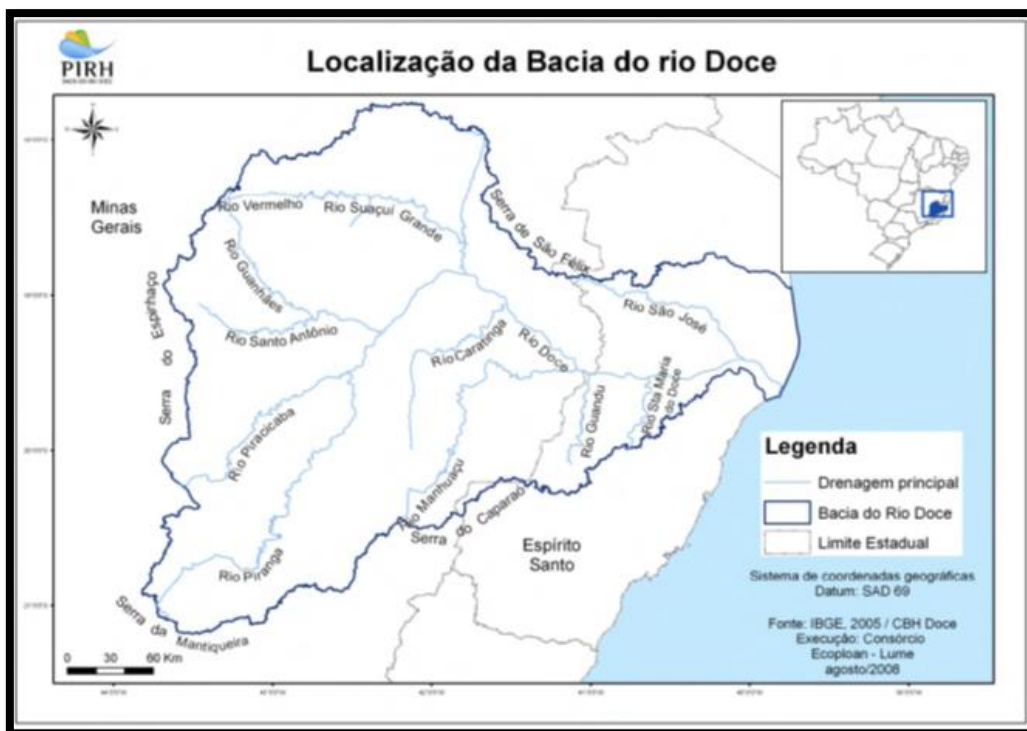 PIRH
Localização da Bacia do rio Doce
Minas
Gerais
Rio Vermelho
Rio Suaçuí Grande
Serra de São Félix
Rio Guanhães
Serra do Espinhaço
Rio Santo Antônio
Rio Caratinga
Rio Doce
Rio São José
Rio Sta Maria
do Doce
Rio Guandu
Rio Piracicaba
Rio Manhuaçu
Serra do Caparaó
Espírito
Santo
Rio Piranga
Serra da Mantiqueira
0 30 60 Km
Legenda
Drenagem principal
Bacia do Rio Doce
Limite Estadual
Sistema de coordenadas geográficas
Datum: SAD 69
Fonte: IBGE, 2005 / CBH Doce
Execução: Consórcio
Ecoploan - Lume
agosto/2008